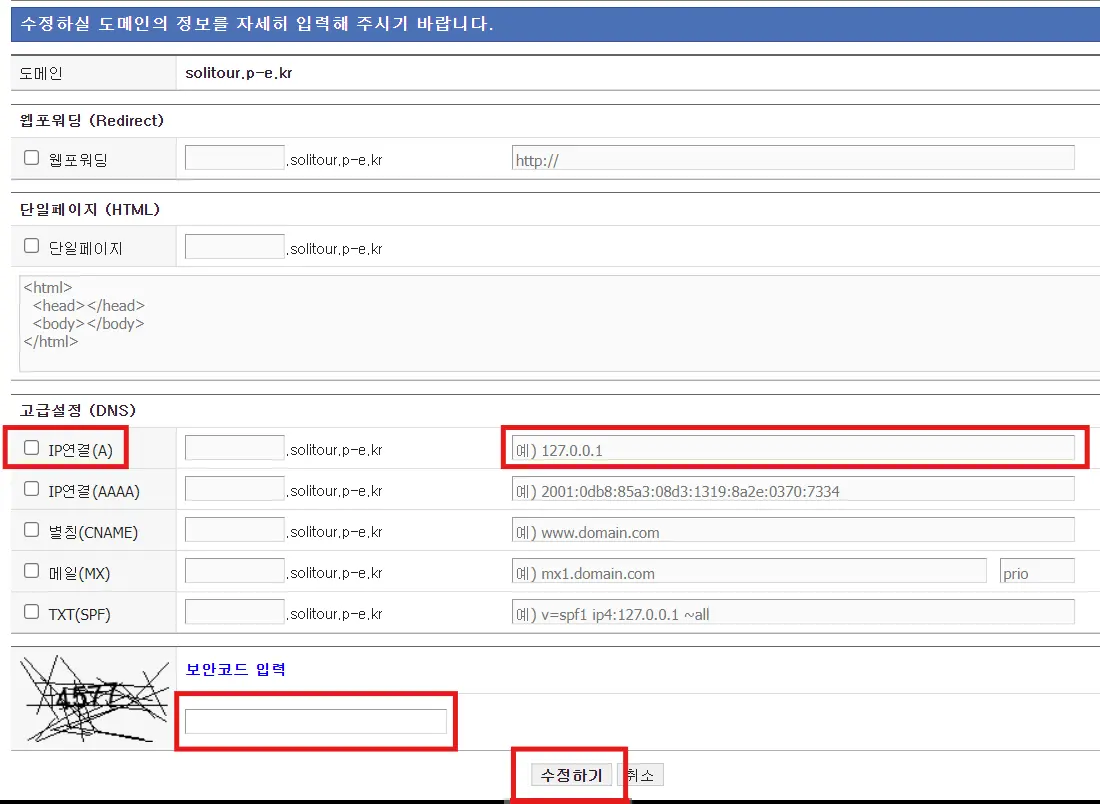 수정하실 도메인의 정보를 자세히 입력해 주시기 바랍니다.
도메인 solitour.p-e.kr
웹포워딩 (Redirect)
웹포워딩 .solitour.p-e.kr http://
단일페이지 (HTML)
단일페이지 .solitour.p-e.kr
<html>
<head></head>
<body></body>
</html>
고급설정 (DNS)
IP연결(A) .solitour.p-e.kr 예) 127.0.0.1
IP연결(AAAA) .solitour.p-e.kr 예) 2001:0db8:85a3:08d3:1319:8a2e:0370:7334
별칭(CNAME) .solitour.p-e.kr 예) www.domain.com
메일(MX) .solitour.p-e.kr 예) mx1.domain.com prio
TXT(SPF) .solitour.p-e.kr 예) v=spf1 ip4:127.0.0.1 ~all
보안코드 입력
4577
수정하기 취소